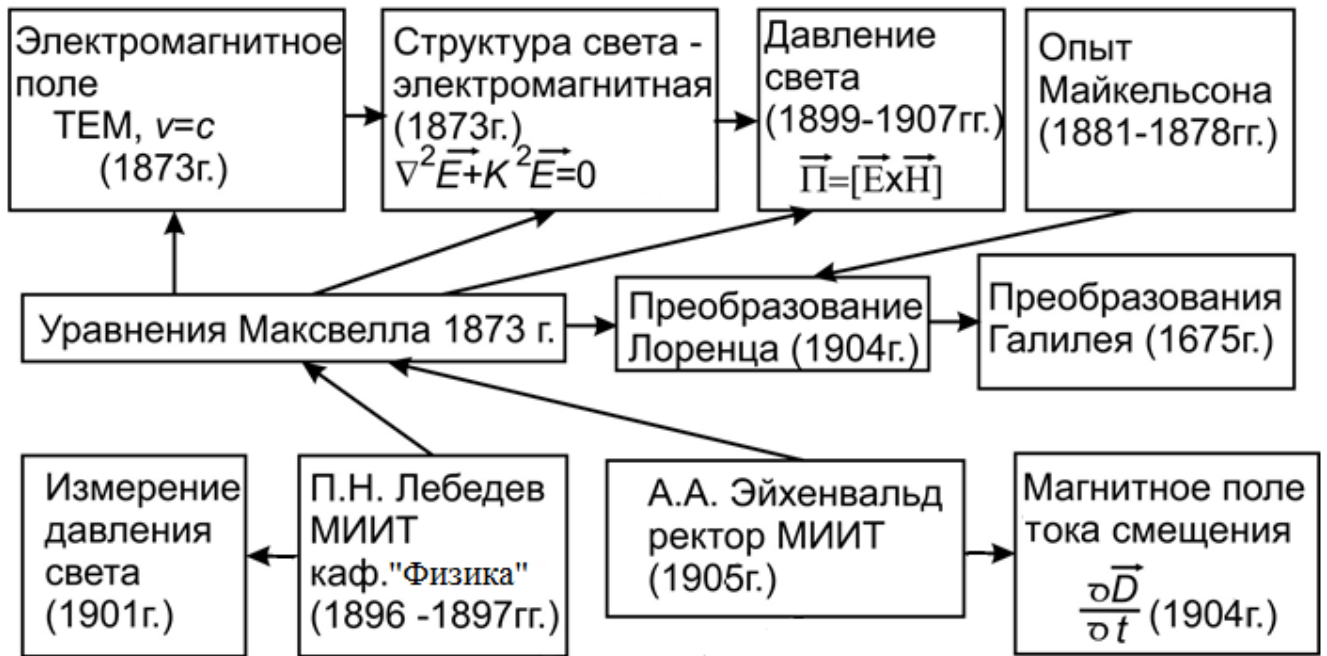 Электромагнитное
поле
ТЕМ, v=c
(1873г.)
Структура света -
электромагнитная
(1873г.)
∇²E⃗+K²E⃗=0
Давление
света
(1899-1907гг.)
П⃗=[E⃗xH⃗]
Опыт
Майкельсона
(1881-1878гг.)
Уравнения Максвелла 1873 г.
Преобразование
Лоренца (1904г.)
Преобразования
Галилея (1675г.)
Измерение
давления
света
(1901г.)
П.Н. Лебедев
МИИТ
каф."Физика"
(1896 -1897гг.)
А.А. Эйхенвальд
ректор МИИТ
(1905г.)
Магнитное поле
тока смещения
∂D⃗/∂t (1904г.)